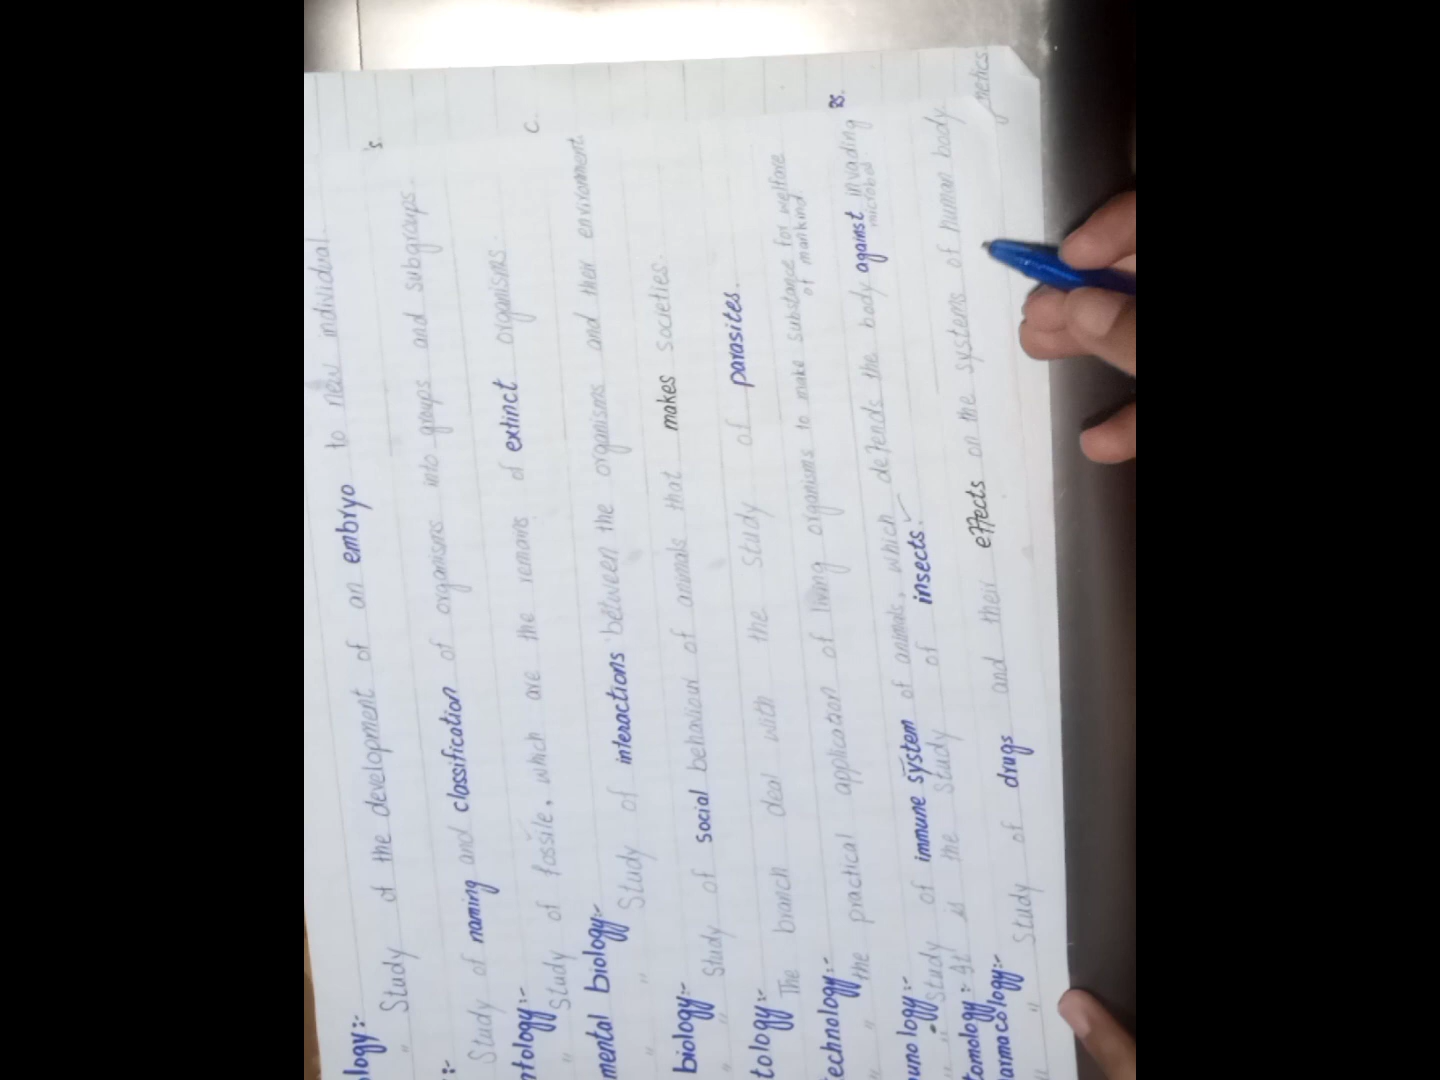 logy:-
" Study of the development of an embryo to new individual.
:-
Study of naming and classification of organisms into groups and subgroups.
ntology:-
" Study of fossile, which are the remains of extinct organisms.
mental biology:-
" Study of interactions between the organisms and their environment.
biology:-
" Study of social behaviour of animals that makes societies.
tology:-
The branch deal with the study of parasites.
technology:-
" the practical application of living organisms to make substance for welfare
of mankind.
unology:-
" Study of immune system of animals, which defends the body against invading
microbes.
tomology:- It is the study of insects.
armacology:-
" Study of drugs and their effects on the systems of human body.
netics